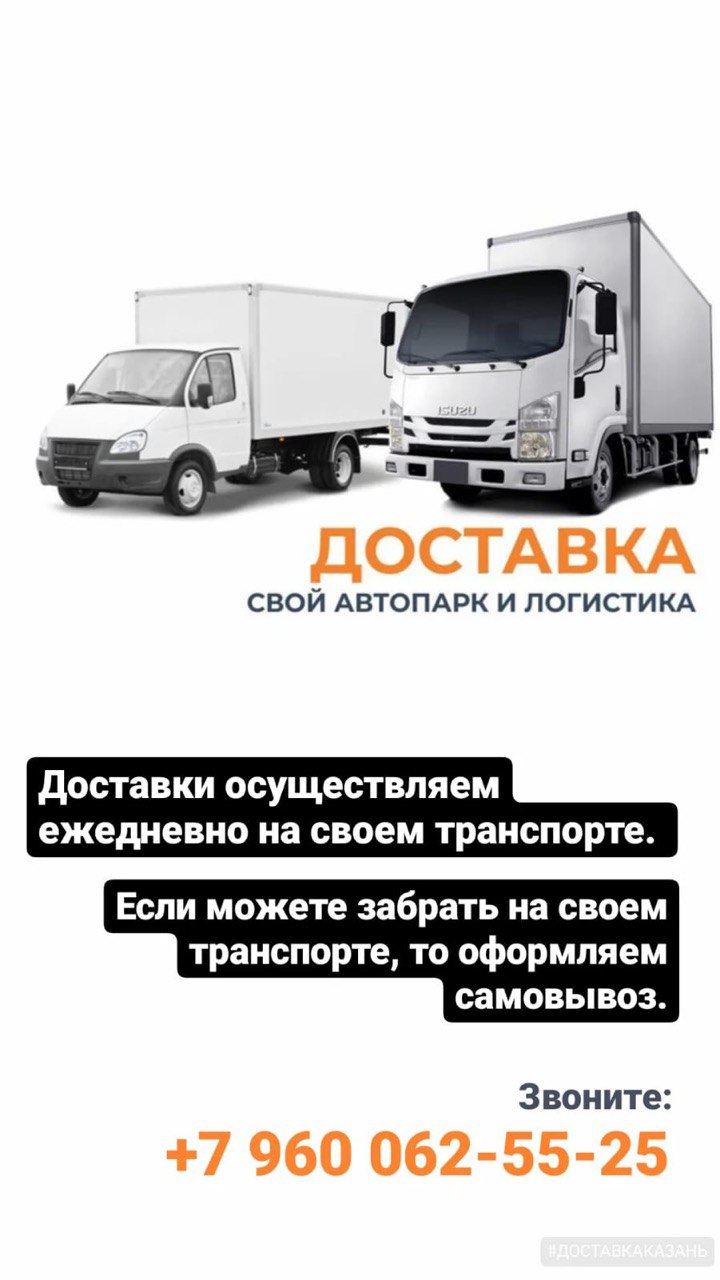 ISUZU
ДОСТАВКА
СВОЙ АВТОПАРК И ЛОГИСТИКА
Доставки осуществляем
ежедневно на своем транспорте.
Если можете забрать на своем
транспорте, то оформляем
самовывоз.
Звоните:
+7 960 062-55-25
#ДОСТАВКАКАЗАНЬ